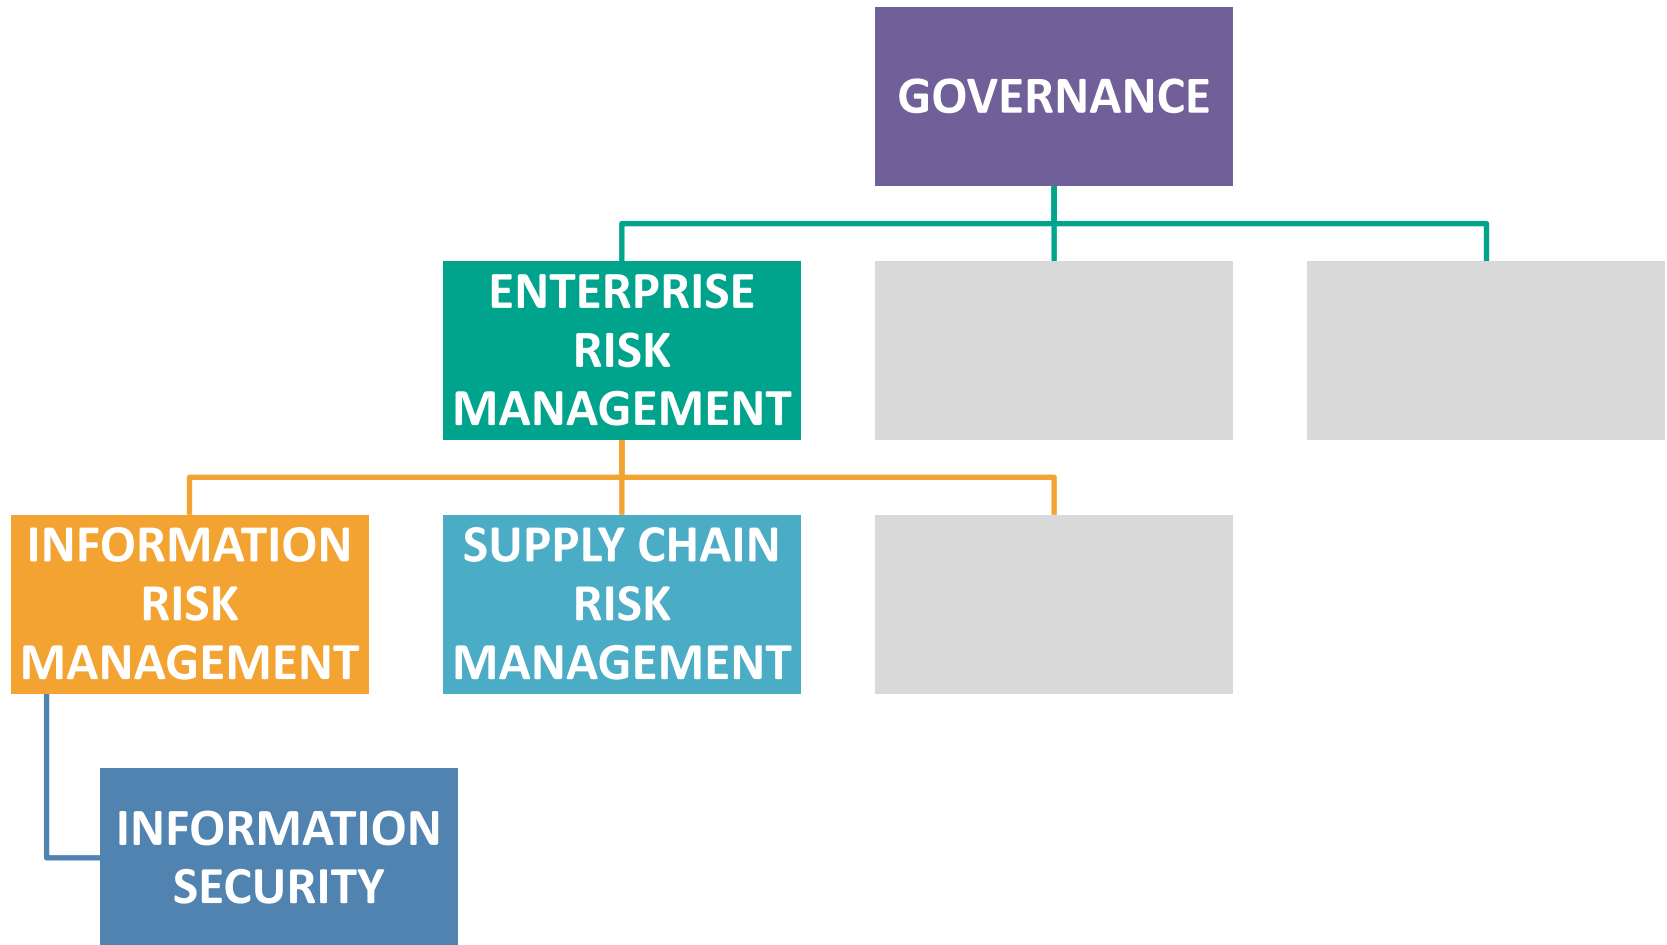 GOVERNANCE
ENTERPRISE
RISK
MANAGEMENT
INFORMATION
RISK
MANAGEMENT
SUPPLY CHAIN
RISK
MANAGEMENT
INFORMATION
SECURITY